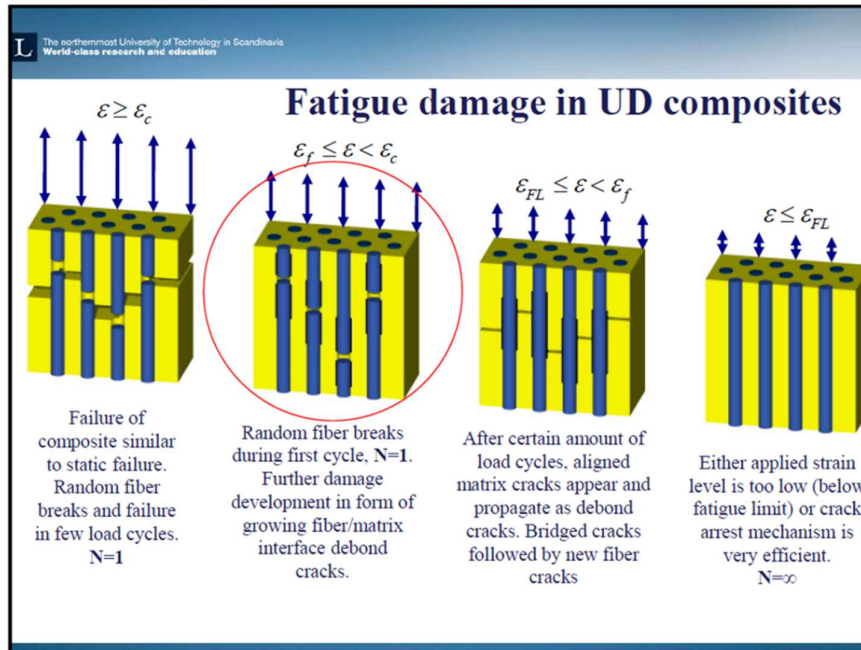 L
The northernmost University of Technology in Scandinavia
World-class research and education
Fatigue damage in UD composites
ε ≥ ε_c
ε_f ≤ ε < ε_c
ε_FL ≤ ε < ε_f
ε ≤ ε_FL
Failure of
composite similar
to static failure.
Random fiber
breaks and failure
in few load cycles.
N=1
Random fiber breaks
during first cycle, N=1.
Further damage
development in form of
growing fiber/matrix
interface debond
cracks.
After certain amount of
load cycles, aligned
matrix cracks appear and
propagate as debond
cracks. Bridged cracks
followed by new fiber
cracks
Either applied strain
level is too low (below
fatigue limit) or crack
arrest mechanism is
very efficient.
N=∞